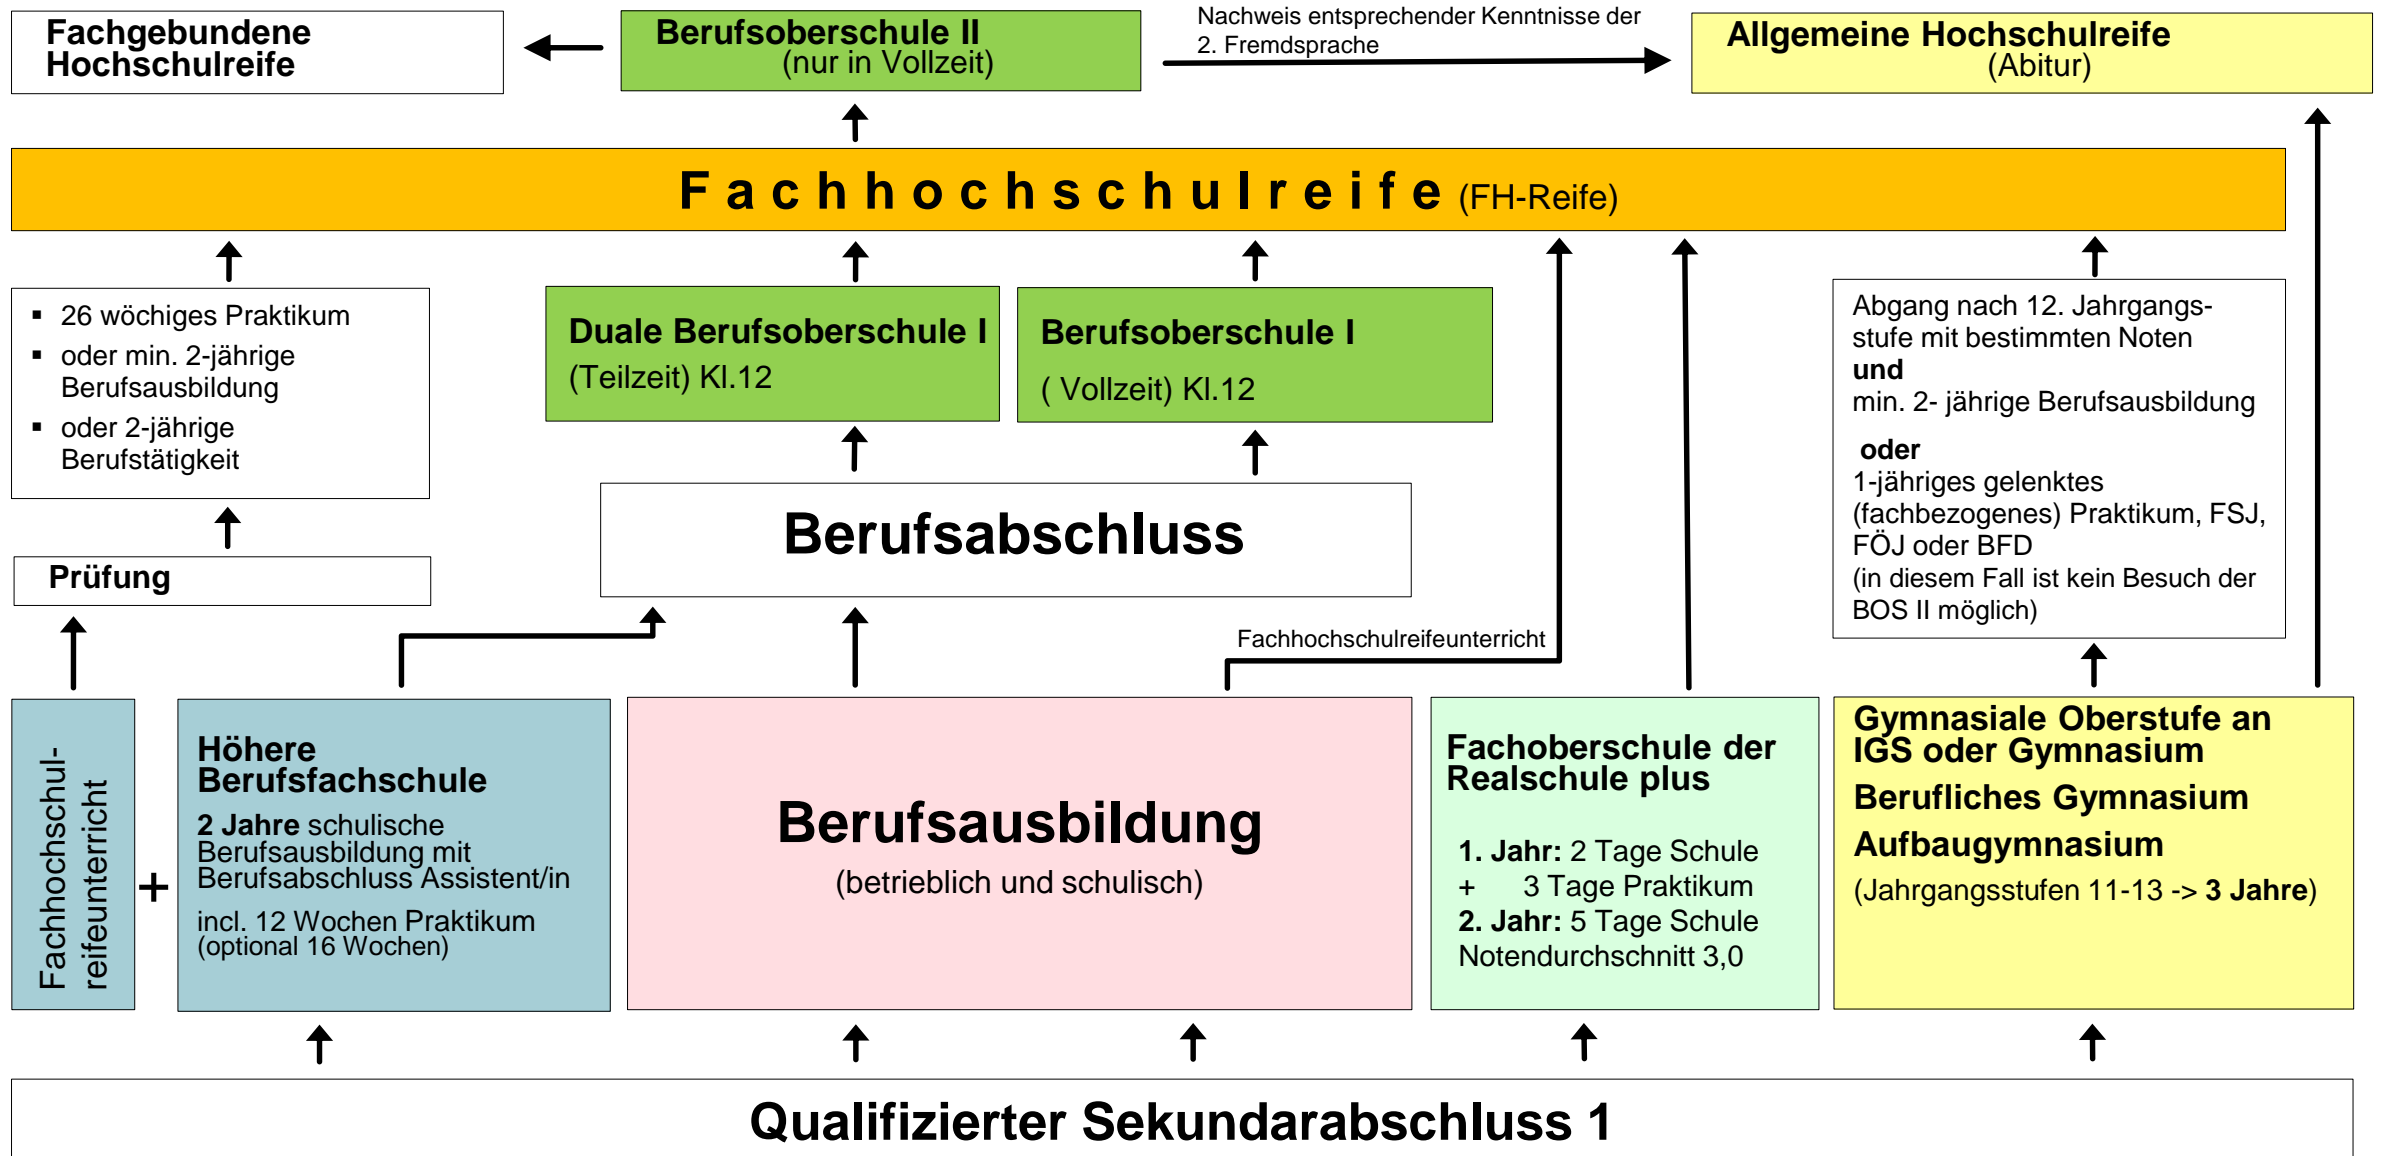 Fachgebundene
Hochschulreife
Berufsoberschule II
(nur in Vollzeit)
Nachweis entsprechender Kenntnisse der
2. Fremdsprache
Allgemeine Hochschulreife
(Abitur)
Fachhochschulreife (FH-Reife)
▪ 26 wöchiges Praktikum
▪ oder min. 2-jährige
Berufsausbildung
▪ oder 2-jährige
Berufstätigkeit
Duale Berufsoberschule I
(Teilzeit) Kl.12
Berufsoberschule I
( Vollzeit) Kl.12
Abgang nach 12. Jahrgangs-
stufe mit bestimmten Noten
und
min. 2- jährige Berufsausbildung
oder
1-jähriges gelenktes
(fachbezogenes) Praktikum, FSJ,
FÖJ oder BFD
(in diesem Fall ist kein Besuch der
BOS II möglich)
Berufsabschluss
Prüfung
Fachhochschulreifeunterricht
Fachhochschul-
reifeunterricht
+
Höhere
Berufsfachschule
2 Jahre schulische
Berufsausbildung mit
Berufsabschluss Assistent/in
incl. 12 Wochen Praktikum
(optional 16 Wochen)
Berufsausbildung
(betrieblich und schulisch)
Fachoberschule der
Realschule plus
1. Jahr: 2 Tage Schule
+ 3 Tage Praktikum
2. Jahr: 5 Tage Schule
Notendurchschnitt 3,0
Gymnasiale Oberstufe an
IGS oder Gymnasium
Berufliches Gymnasium
Aufbaugymnasium
(Jahrgangsstufen 11-13 -> 3 Jahre)
Qualifizierter Sekundarabschluss 1